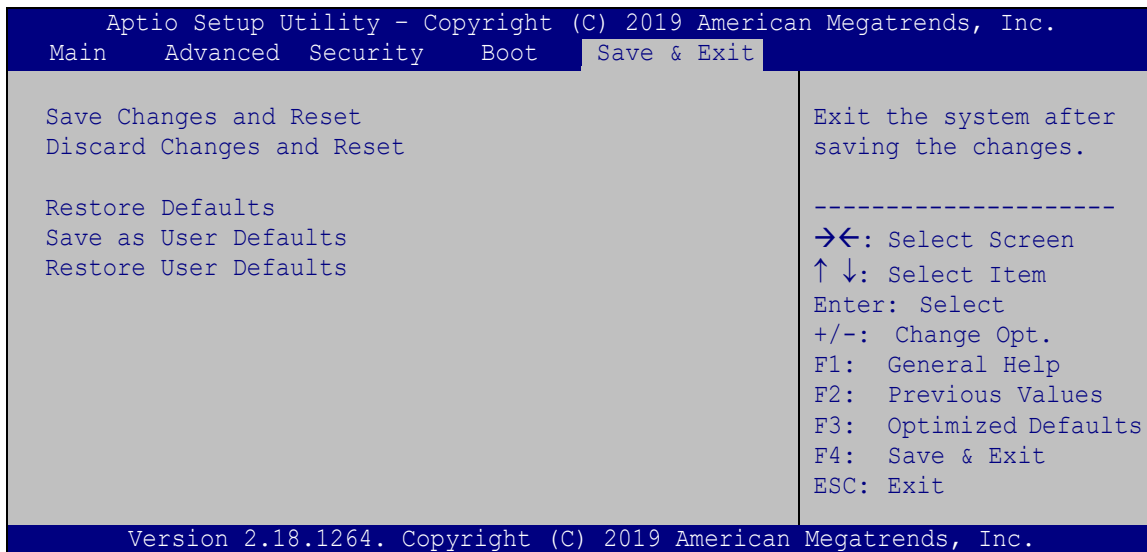 Aptio Setup Utility – Copyright (C) 2019 American Megatrends, Inc.
Main Advanced Security Boot Save & Exit
Save Changes and Reset
Discard Changes and Reset
Restore Defaults
Save as User Defaults
Restore User Defaults
Exit the system after
saving the changes.
---------------------
→←: Select Screen
↑ ↓: Select Item
Enter: Select
+/-: Change Opt.
F1: General Help
F2: Previous Values
F3: Optimized Defaults
F4: Save & Exit
ESC: Exit
Version 2.18.1264. Copyright (C) 2019 American Megatrends, Inc.